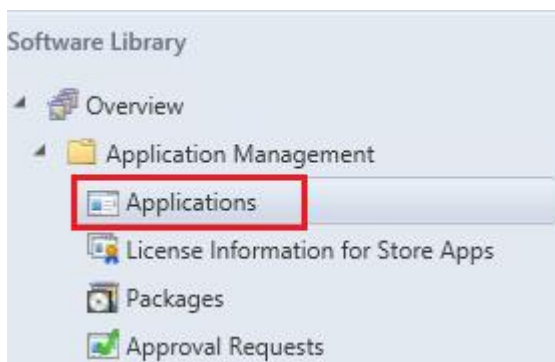 Software Library
Overview
Application Management
Applications
License Information for Store Apps
Packages
Approval Requests